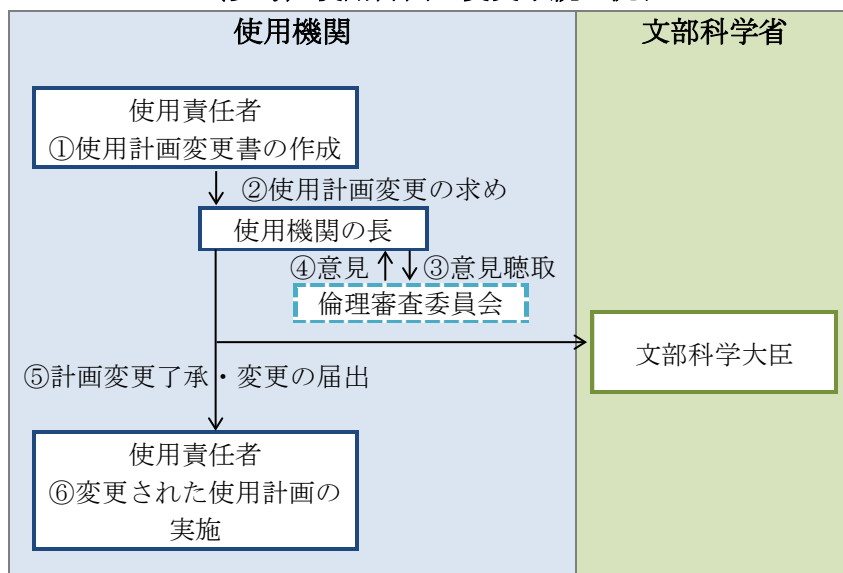 使用機関
文部科学省
使用責任者
①使用計画変更書の作成
②使用計画変更の求め
使用機関の長
④意見
③意見聴取
倫理審査委員会
文部科学大臣
⑤計画変更了承・変更の届出
使用責任者
⑥変更された使用計画の
実施